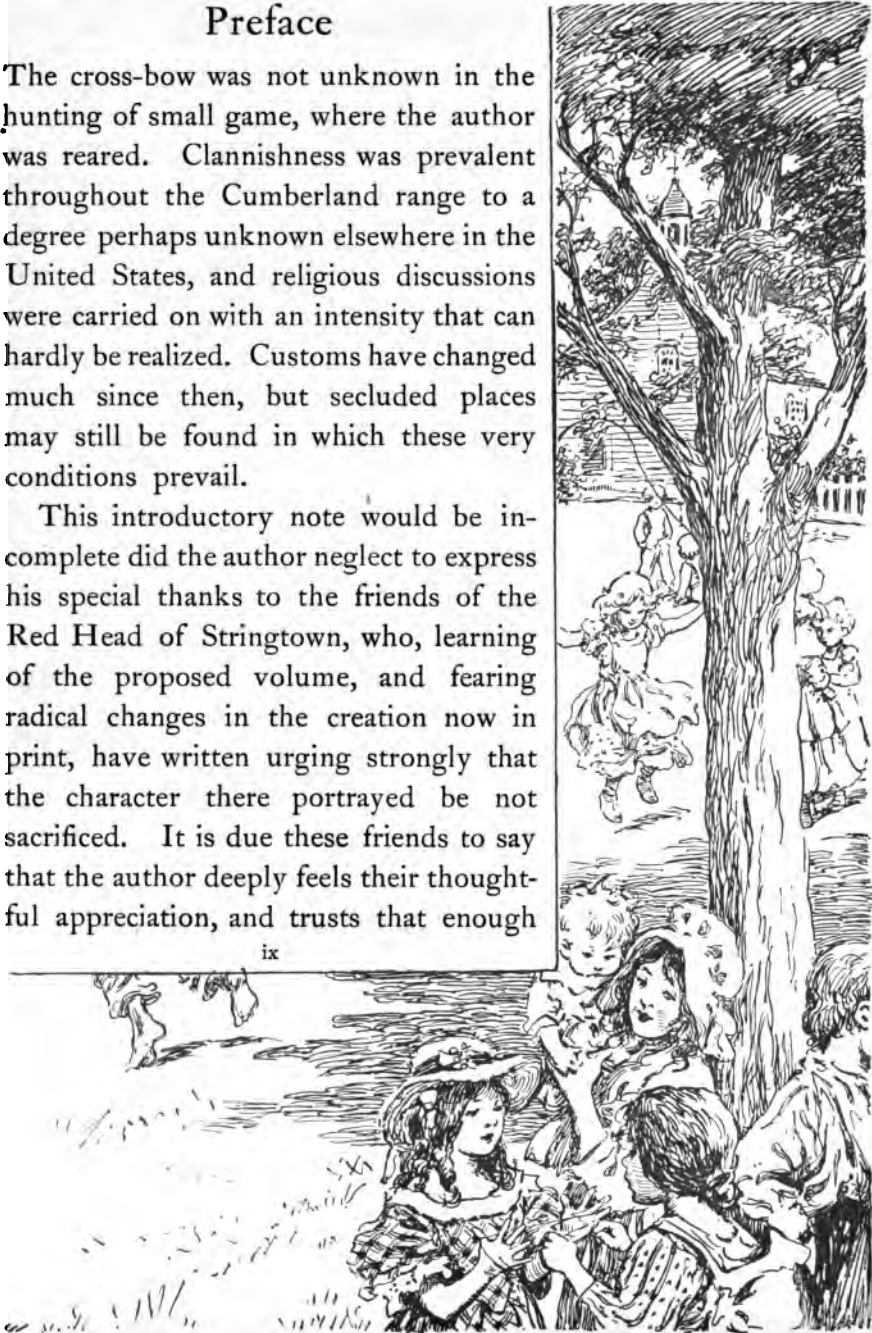 Preface
The cross-bow was not unknown in the
hunting of small game, where the author
was reared. Clannishness was prevalent
throughout the Cumberland range to a
degree perhaps unknown elsewhere in the
United States, and religious discussions
were carried on with an intensity that can
hardly be realized. Customs have changed
much since then, but secluded places
may still be found in which these very
conditions prevail.
This introductory note would be in-
complete did the author neglect to express
his special thanks to the friends of the
Red Head of Stringtown, who, learning
of the proposed volume, and fearing
radical changes in the creation now in
print, have written urging strongly that
the character there portrayed be not
sacrificed. It is due these friends to say
that the author deeply feels their thought-
ful appreciation, and trusts that enough
ix